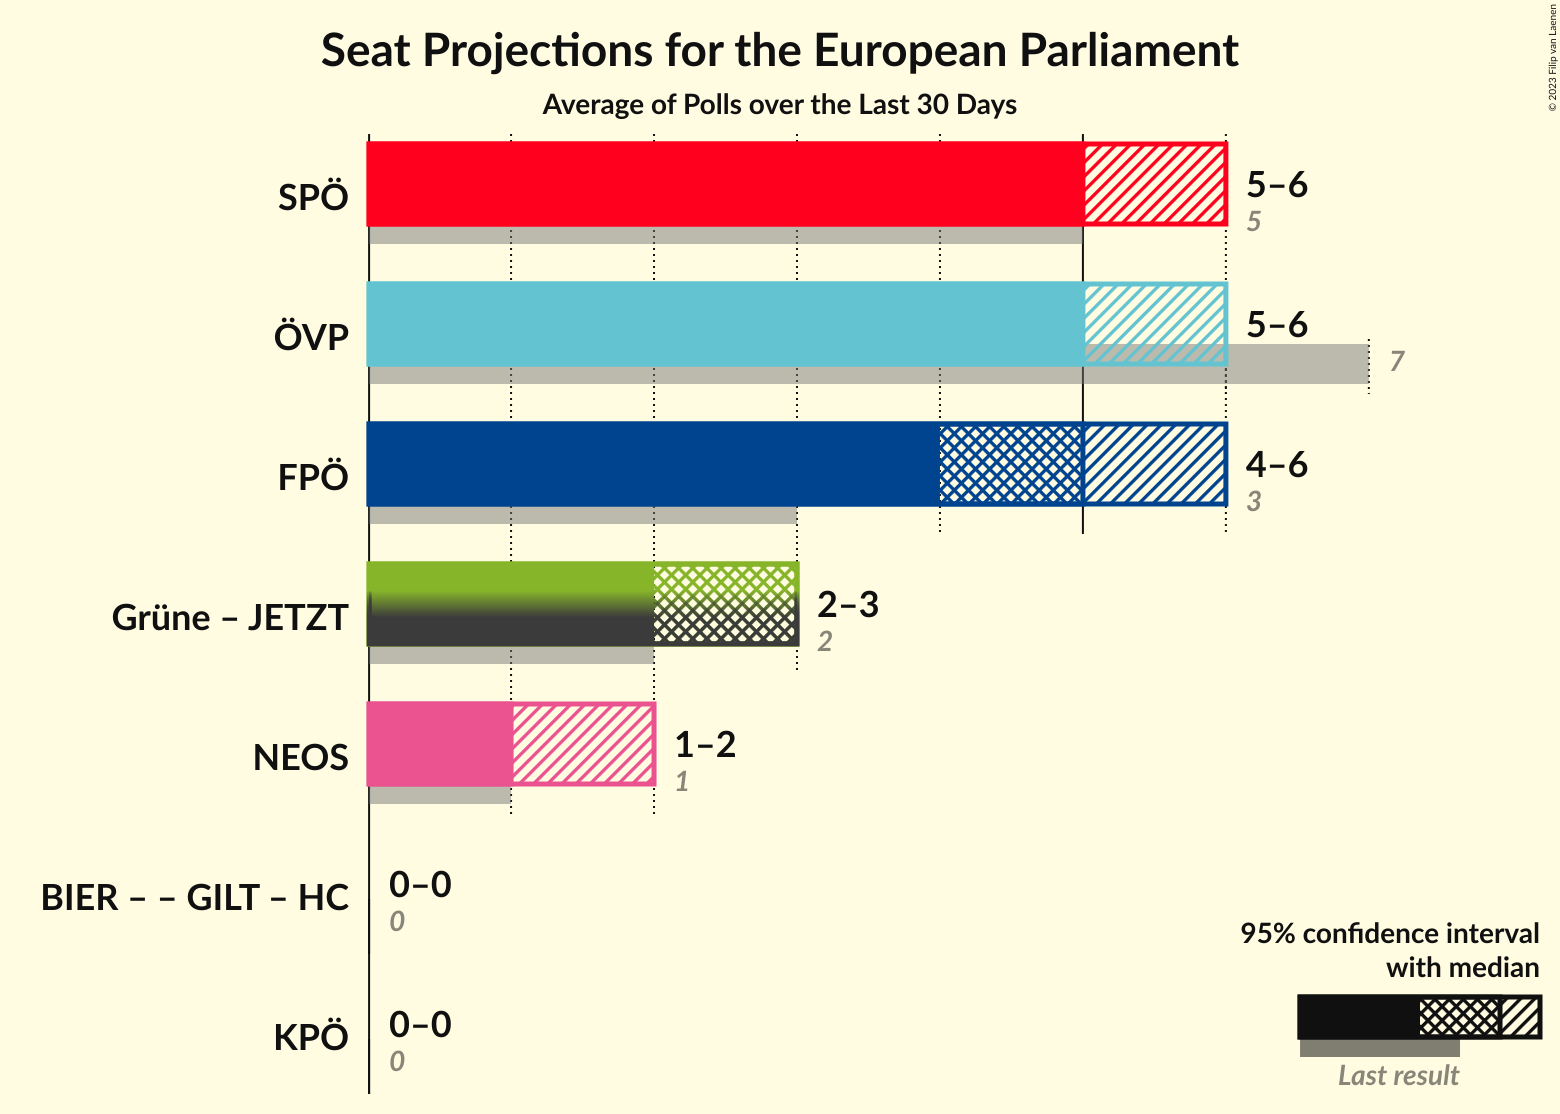 Seat Projections for the European Parliament
Average of Polls over the Last 30 Days
© 2023 Filip van Laenen
SPÖ
5–6
5
ÖVP
5–6
7
FPÖ
4–6
3
Grüne – JETZT
2–3
2
NEOS
1–2
1
BIER – – GILT – HC
0–0
0
KPÖ
0–0
0
95% confidence interval
with median
Last result